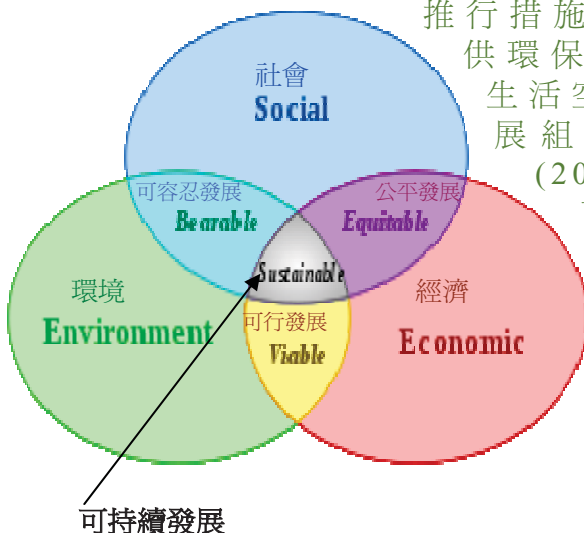 推行措施
供環保
生活空
展組
(20
社會
Social
可容忍發展
Bearable
公平發展
Equitable
Sustainable
環境
Environment
經濟
Economic
可行發展
Viable
可持續發展